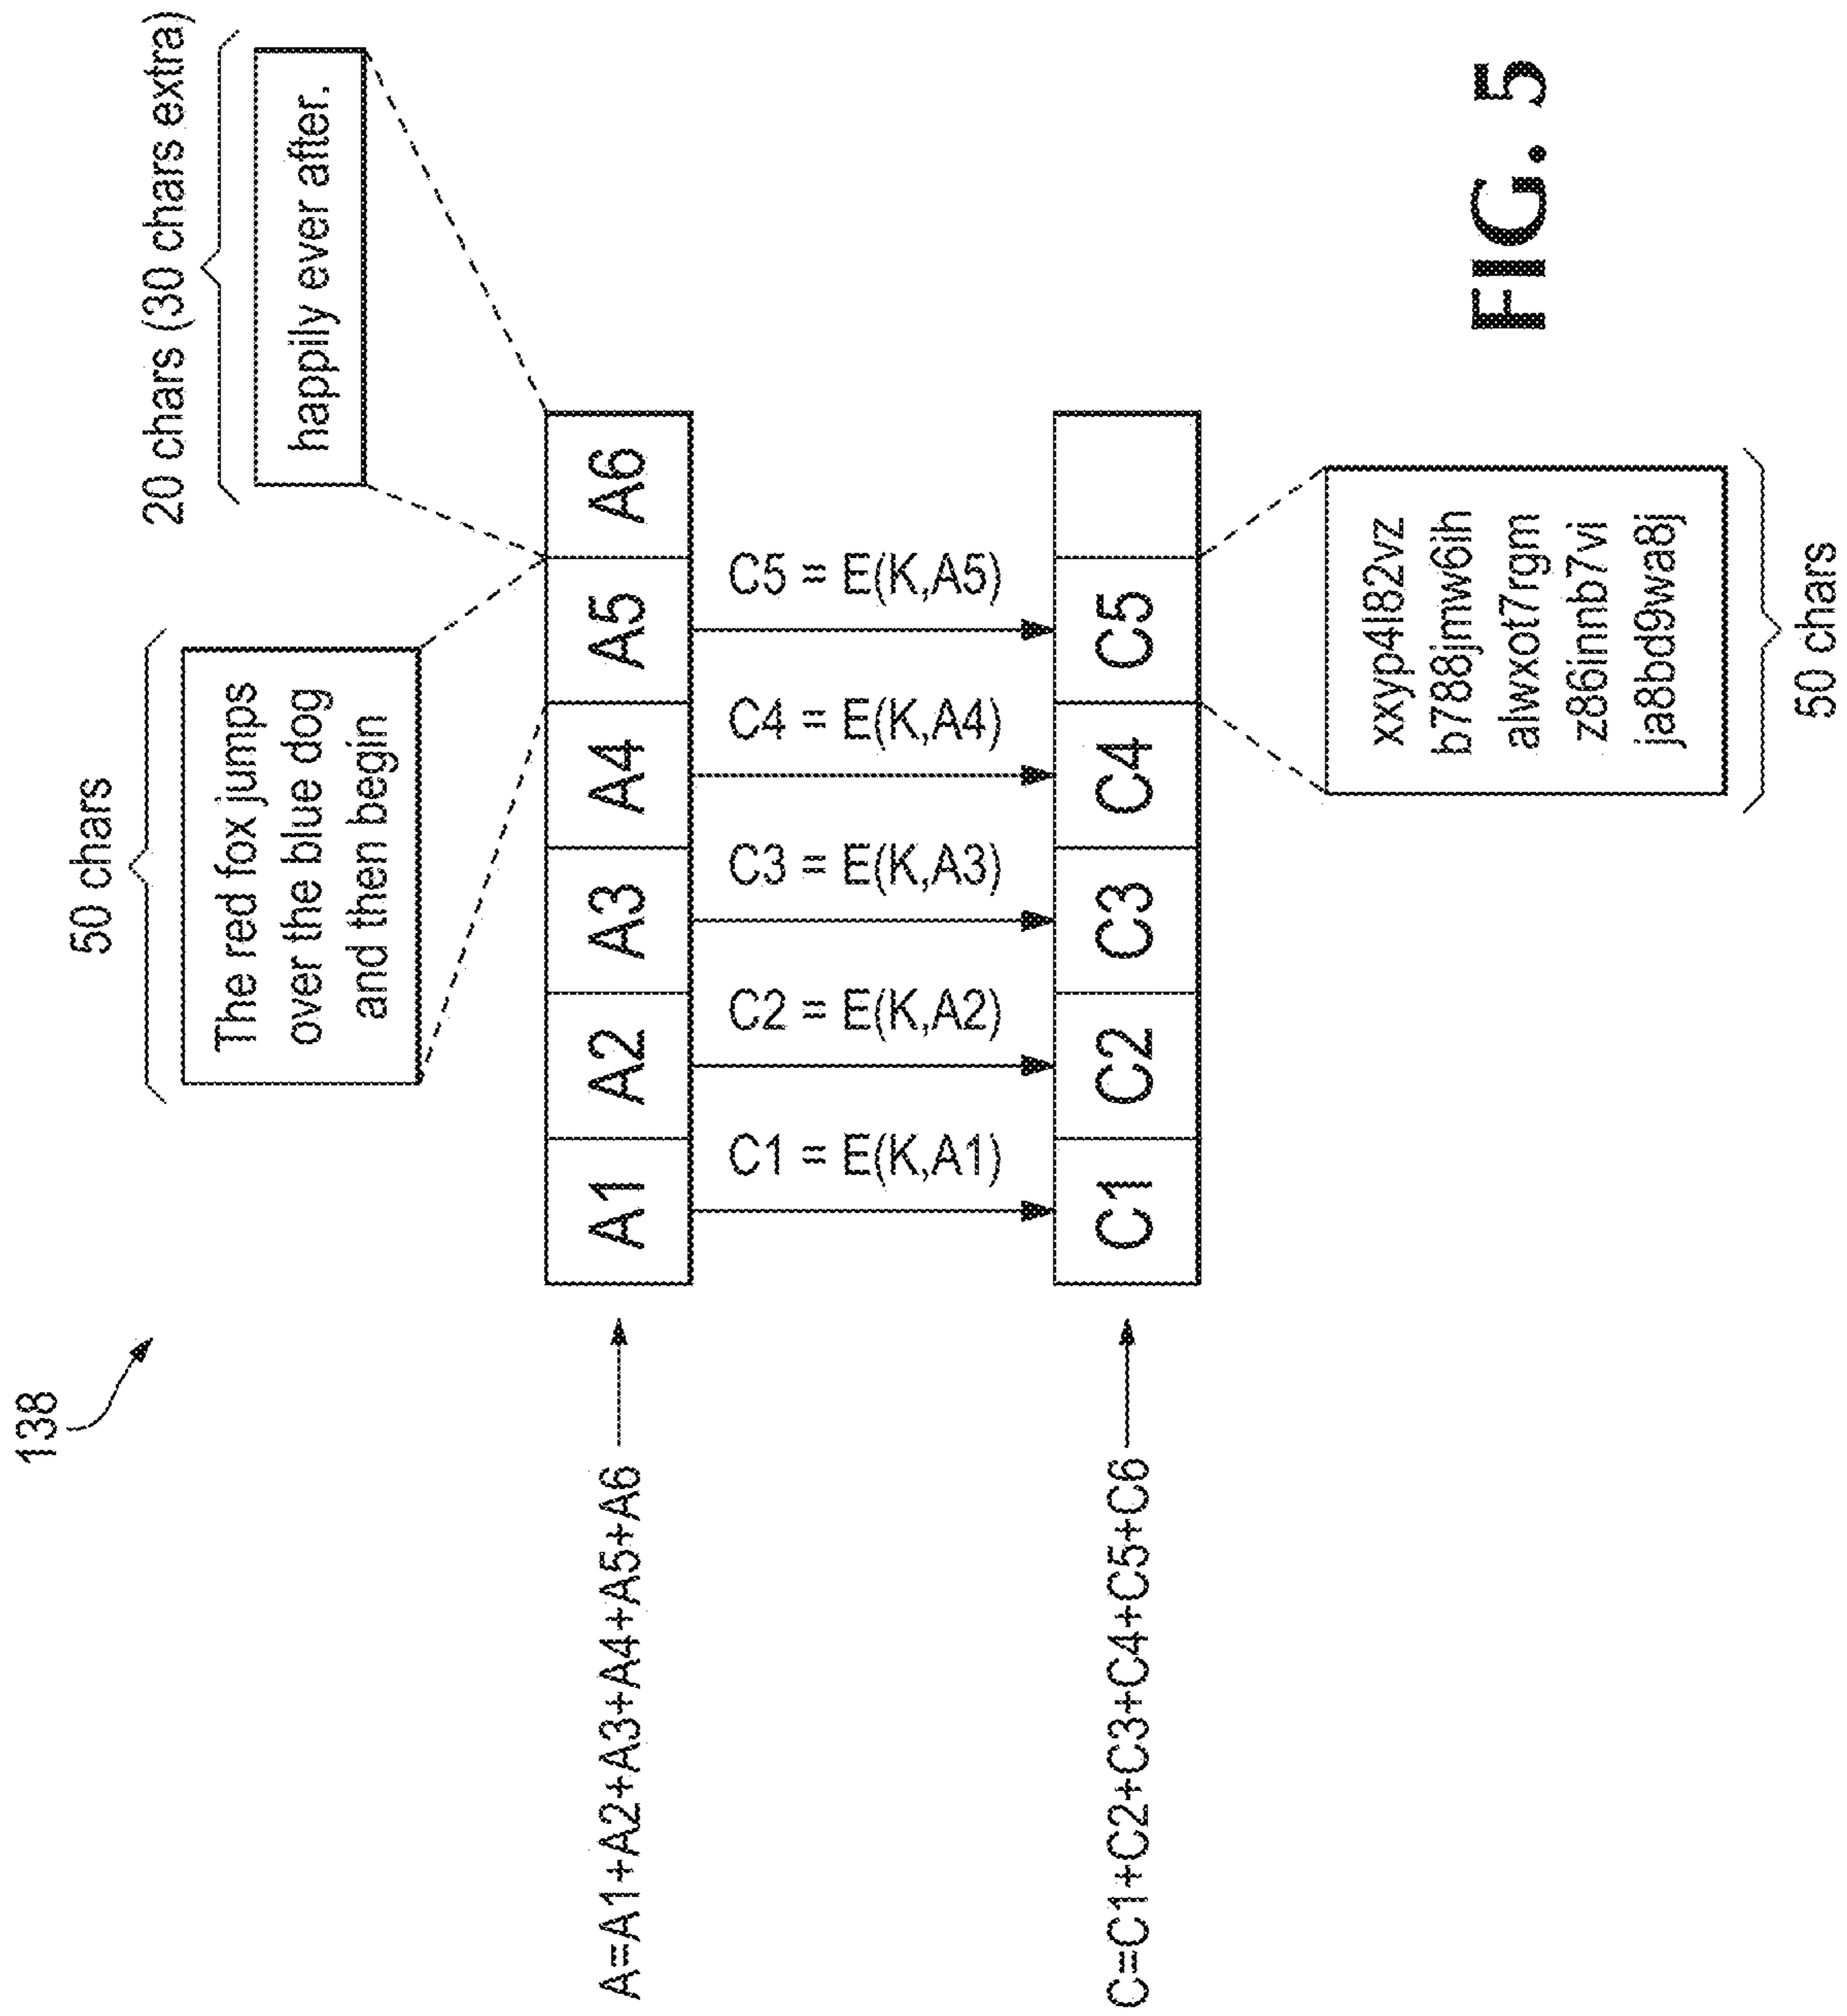 138
50 chars
The red fox jumps
over the blue dog
and then begin
20 chars (30 chars extra)
happily ever after.
A=A1+A2+A3+A4+A5+A6
A1 A2 A3 A4 A5 A6
C1 = E(K,A1) C2 = E(K,A2) C3 = E(K,A3) C4 = E(K,A4) C5 = E(K,A5)
C=C1+C2+C3+C4+C5+C6
C1 C2 C3 C4 C5
xxyp4l82vz
b788jmw6ih
alwxot7rgm
z86innb7vi
ja8bd9wa8j
50 chars
FIG. 5